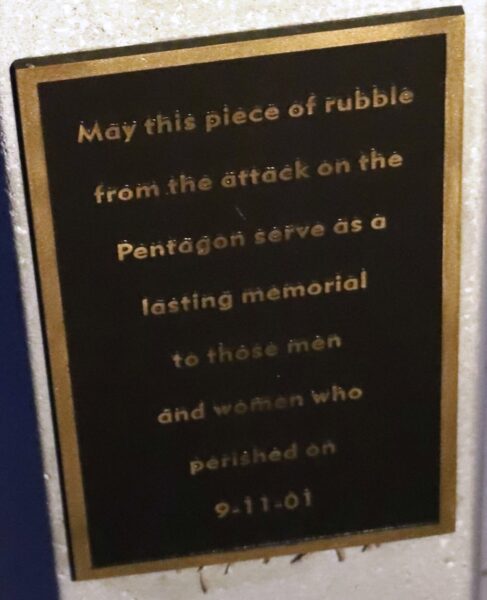 May this piece of rubble
from the attack on the
Pentagon serve as a
lasting memorial
to those men
and women who
perished on
9-11-01